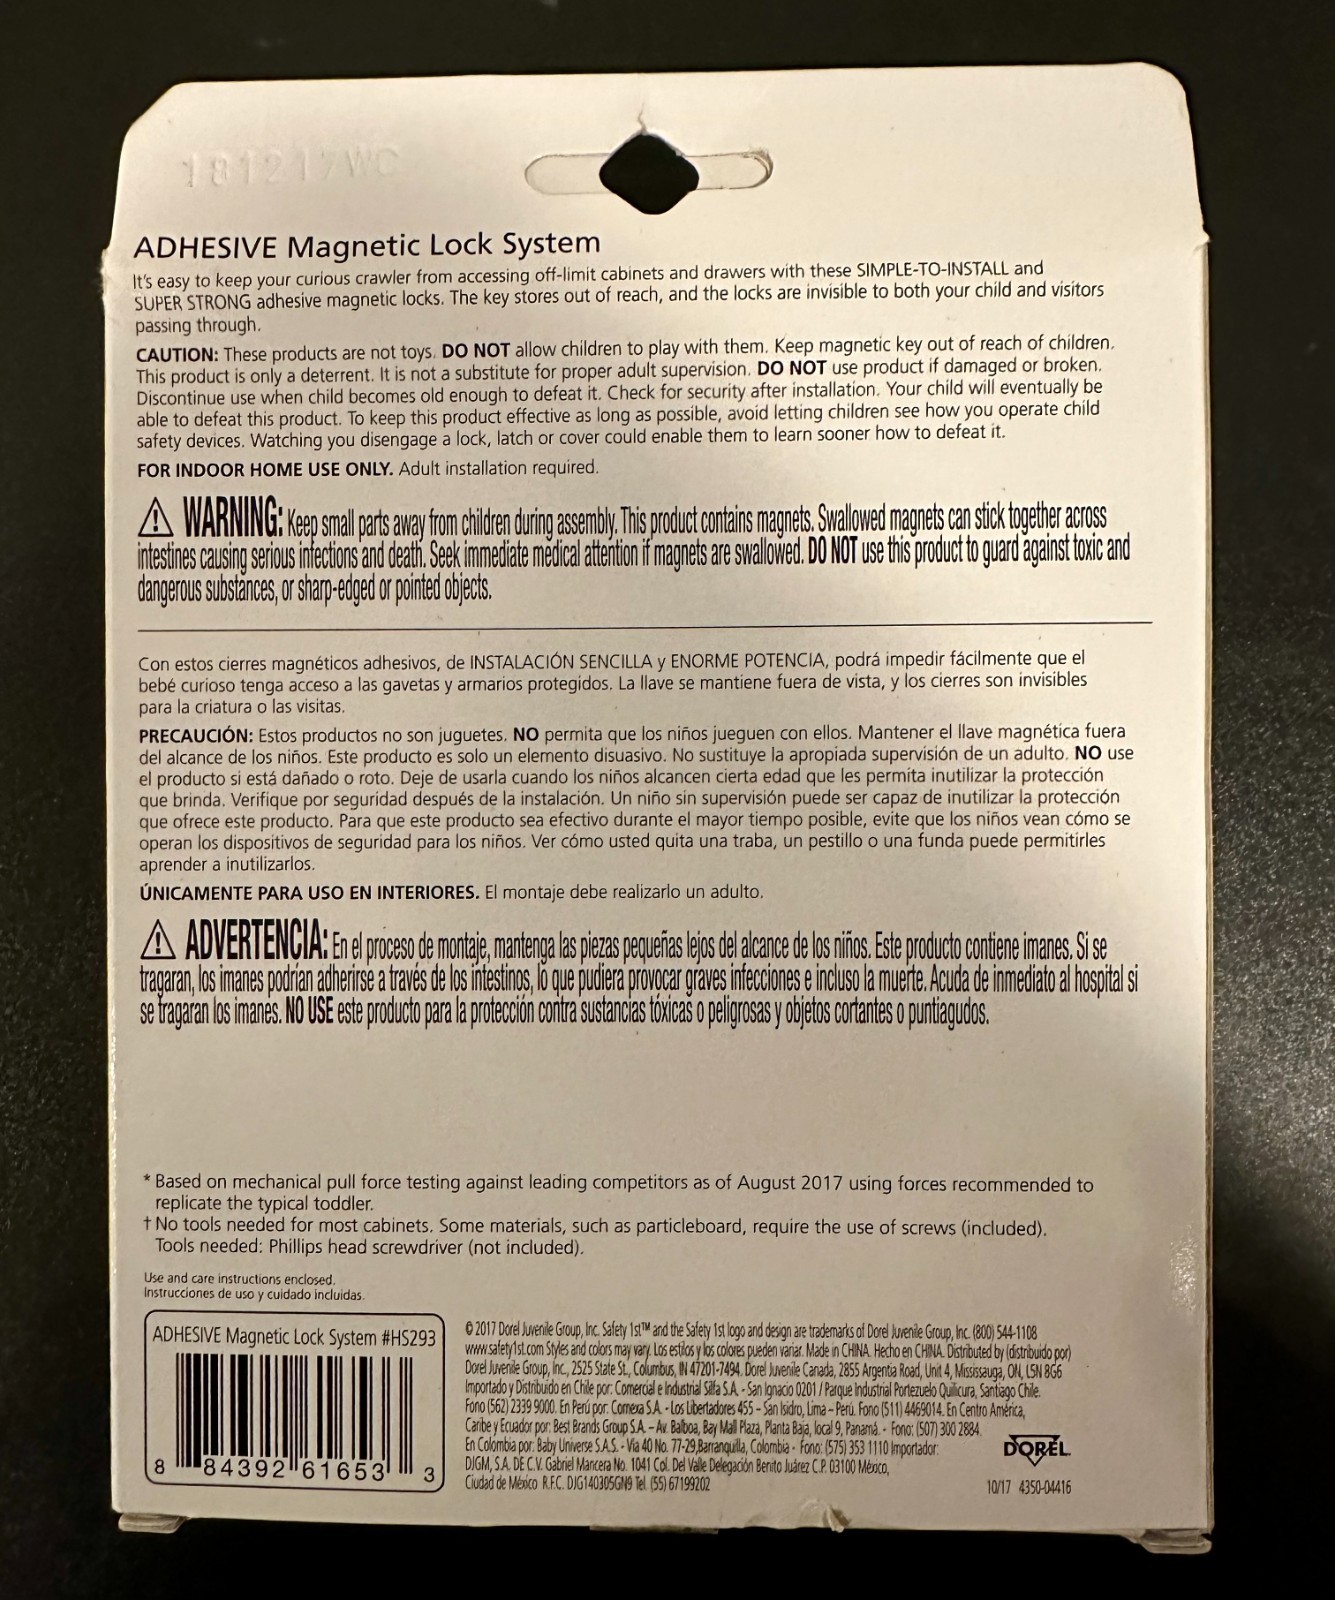 181217WC
ADHESIVE Magnetic Lock System
It's easy to keep your curious crawler from accessing off-limit cabinets and drawers with these SIMPLE-TO-INSTALL and
SUPER STRONG adhesive magnetic locks. The key stores out of reach, and the locks are invisible to both your child and visitors
passing through.
CAUTION: These products are not toys. DO NOT allow children to play with them. Keep magnetic key out of reach of children.
This product is only a deterrent. It is not a substitute for proper adult supervision. DO NOT use product if damaged or broken.
Discontinue use when child becomes old enough to defeat it. Check for security after installation. Your child will eventually be
able to defeat this product. To keep this product effective as long as possible, avoid letting children see how you operate child
safety devices. Watching you disengage a lock, latch or cover could enable them to learn sooner how to defeat it.
FOR INDOOR HOME USE ONLY. Adult installation required.
⚠ WARNING: Keep small parts away from children during assembly. This product contains magnets. Swallowed magnets can stick together across
intestines causing serious infections and death. Seek immediate medical attention if magnets are swallowed. DO NOT use this product to guard against toxic and
dangerous substances, or sharp-edged or pointed objects.
Con estos cierres magnéticos adhesivos, de INSTALACIÓN SENCILLA y ENORME POTENCIA, podrá impedir fácilmente que el
bebé curioso tenga acceso a las gavetas y armarios protegidos. La llave se mantiene fuera de vista, y los cierres son invisibles
para la criatura o las visitas.
PRECAUCIÓN: Estos productos no son juguetes. NO permita que los niños jueguen con ellos. Mantener el llave magnética fuera
del alcance de los niños. Este producto es solo un elemento disuasivo. No sustituye la apropiada supervisión de un adulto. NO use
el producto si está dañado o roto. Deje de usarla cuando los niños alcancen cierta edad que les permita inutilizar la protección
que brinda. Verifique por seguridad después de la instalación. Un niño sin supervisión puede ser capaz de inutilizar la protección
que ofrece este producto. Para que este producto sea efectivo durante el mayor tiempo posible, evite que los niños vean cómo se
operan los dispositivos de seguridad para los niños. Ver cómo usted quita una traba, un pestillo o una funda puede permitirles
aprender a inutilizarlos.
ÚNICAMENTE PARA USO EN INTERIORES. El montaje debe realizarlo un adulto.
⚠ ADVERTENCIA: En el proceso de montaje, mantenga las piezas pequeñas lejos del alcance de los niños. Este producto contiene imanes. Si se
tragaran, los imanes podrían adherirse a través de los intestinos, lo que pudiera provocar graves infecciones e incluso la muerte. Acuda de inmediato al hospital si
se tragaran los imanes. NO USE este producto para la protección contra sustancias tóxicas o peligrosas y objetos cortantes o puntiagudos.
* Based on mechanical pull force testing against leading competitors as of August 2017 using forces recommended to
replicate the typical toddler.
† No tools needed for most cabinets. Some materials, such as particleboard, require the use of screws (included).
Tools needed: Phillips head screwdriver (not included).
Use and care instructions enclosed.
Instrucciones de uso y cuidado incluidas.
ADHESIVE Magnetic Lock System #HS293
8 84392 61653 3
© 2017 Dorel Juvenile Group, Inc. Safety 1st™ and the Safety 1st logo and design are trademarks of Dorel Juvenile Group, Inc. (800) 544-1108
www.safety1st.com Styles and colors may vary. Los estilos y los colores pueden variar. Made in CHINA. Hecho en CHINA. Distributed by (distribuido por)
Dorel Juvenile Group, Inc., 2525 State St., Columbus, IN 47201-7494. Dorel Juvenile Canada, 2855 Argentia Road, Unit 4, Mississauga, ON, L5N 8G6
Importado y Distribuido en Chile por: Comercial e Industrial Silfa S.A. - San Ignacio 0201 / Parque Industrial Portezuelo Quilicura, Santiago Chile.
Fono (562) 2339 9000. En Perú por: Comexa S.A. - Los Libertadores 455 - San Isidro, Lima - Perú. Fono (511) 4469014. En Centro América,
Caribe y Ecuador por: Best Brands Group S.A. – Av. Balboa, Bay Mall Plaza, Planta Baja, local 9, Panamá. - Fono: (507) 300 2884.
En Colombia por: Baby Universe S.A.S. - Via 40 No. 77-29,Barranquilla, Colombia - Fono: (575) 353 1110 Importador:
DJGM, S.A. DE C.V. Gabriel Mancera No. 1041 Col. Del Valle Delegación Benito Juárez C.P. 03100 México,
Ciudad de México R.F.C. DJG140305GN9 Tel. (55) 67199202
DOREL
10/17 4350-04416